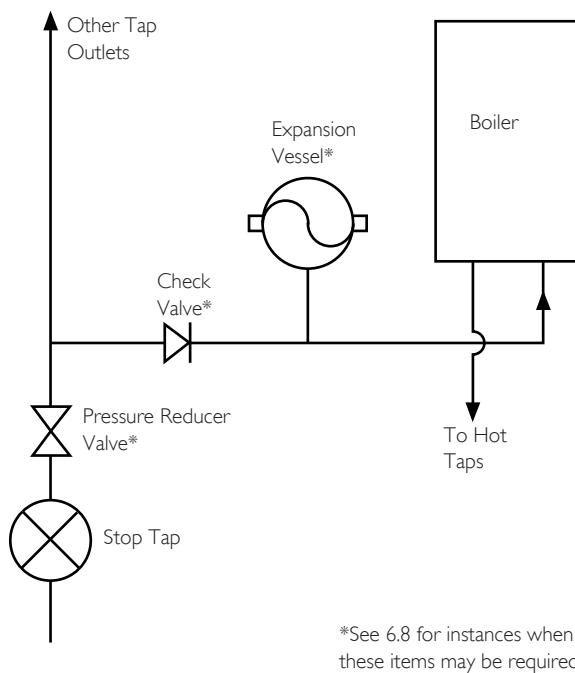 Other Tap
Outlets
Boiler
Expansion
Vessel*
Check
Valve*
Pressure Reducer
Valve*
To Hot
Taps
Stop Tap
*See 6.8 for instances when
these items may be required